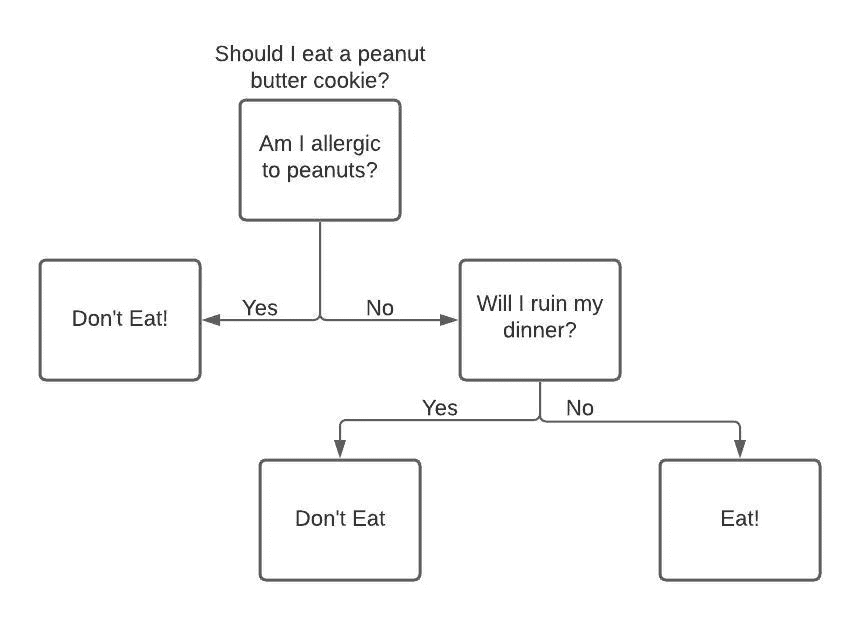 Should I eat a peanut
butter cookie?
Am I allergic
to peanuts?
Yes
No
Don't Eat!
Will I ruin my
dinner?
Yes
No
Don't Eat
Eat!